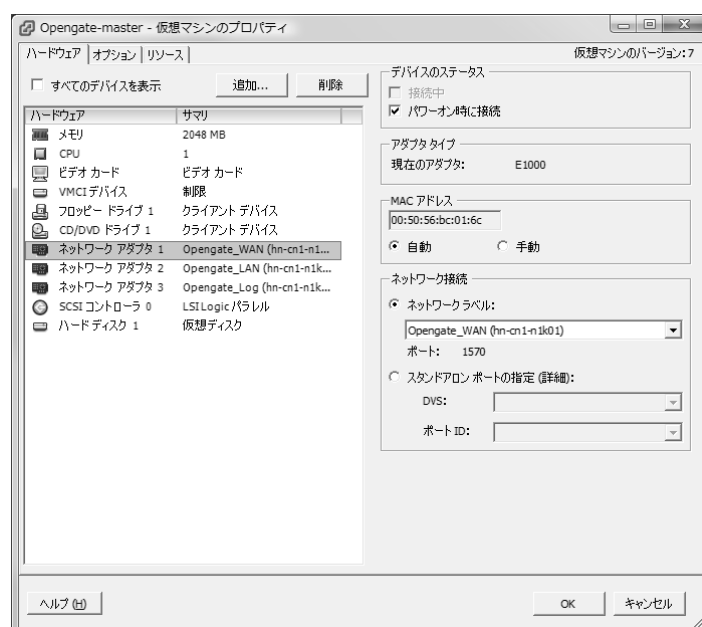 Opengate-master - 仮想マシンのプロパティ
ハードウェア オプション リソース 仮想マシンのバージョン: 7
すべてのデバイスを表示 追加... 削除
ハードウェア サマリ
メモリ 2048 MB
CPU 1
ビデオ カード ビデオ カード
VMCI デバイス 制限
フロッピー ドライブ 1 クライアント デバイス
CD/DVD ドライブ 1 クライアント デバイス
ネットワーク アダプタ 1 Opengate_WAN (hn-cn1-n1...
ネットワーク アダプタ 2 Opengate_LAN (hn-cn1-n1k...
ネットワーク アダプタ 3 Opengate_Log (hn-cn1-n1k...
SCSI コントローラ 0 LSI Logic パラレル
ハード ディスク 1 仮想ディスク
デバイスのステータス
接続中
パワーオン時に接続
アダプタ タイプ
現在のアダプタ: E1000
MAC アドレス
00:50:56:bc:01:6c
自動 手動
ネットワーク接続
ネットワーク ラベル:
Opengate_WAN (hn-cn1-n1k01)
ポート: 1570
スタンドアロン ポートの指定 (詳細):
DVS:
ポート ID:
ヘルプ (H) OK キャンセル